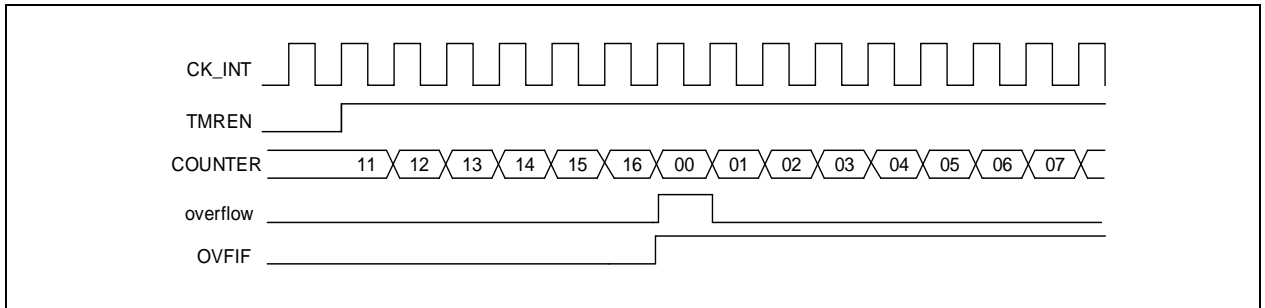 CK_INT
TMREN
COUNTER 11 12 13 14 15 16 00 01 02 03 04 05 06 07
overflow
OVFIF